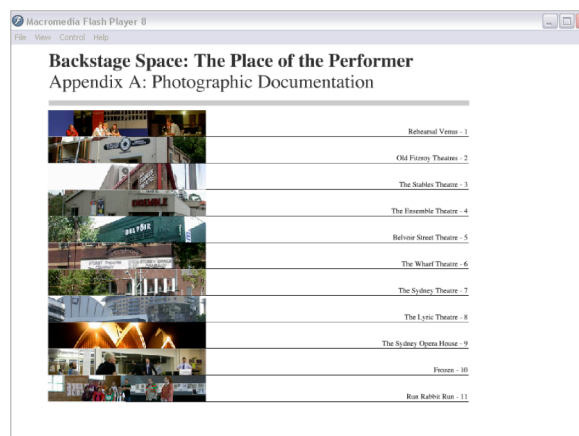 Macromedia Flash Player 8
File View Control Help
Backstage Space: The Place of the Performer
Appendix A: Photographic Documentation
Rehearsal Venus - 1
Old Fitzroy Theatres - 2
The Stables Theatre - 3
ENSEMBLE
The Ensemble Theatre - 4
BELVOIR
Belvoir Street Theatre - 5
The Wharf Theatre - 6
The Sydney Theatre - 7
The Lyric Theatre - 8
The Sydney Opera House - 9
Frozen - 10
Run Rabbit Run - 11